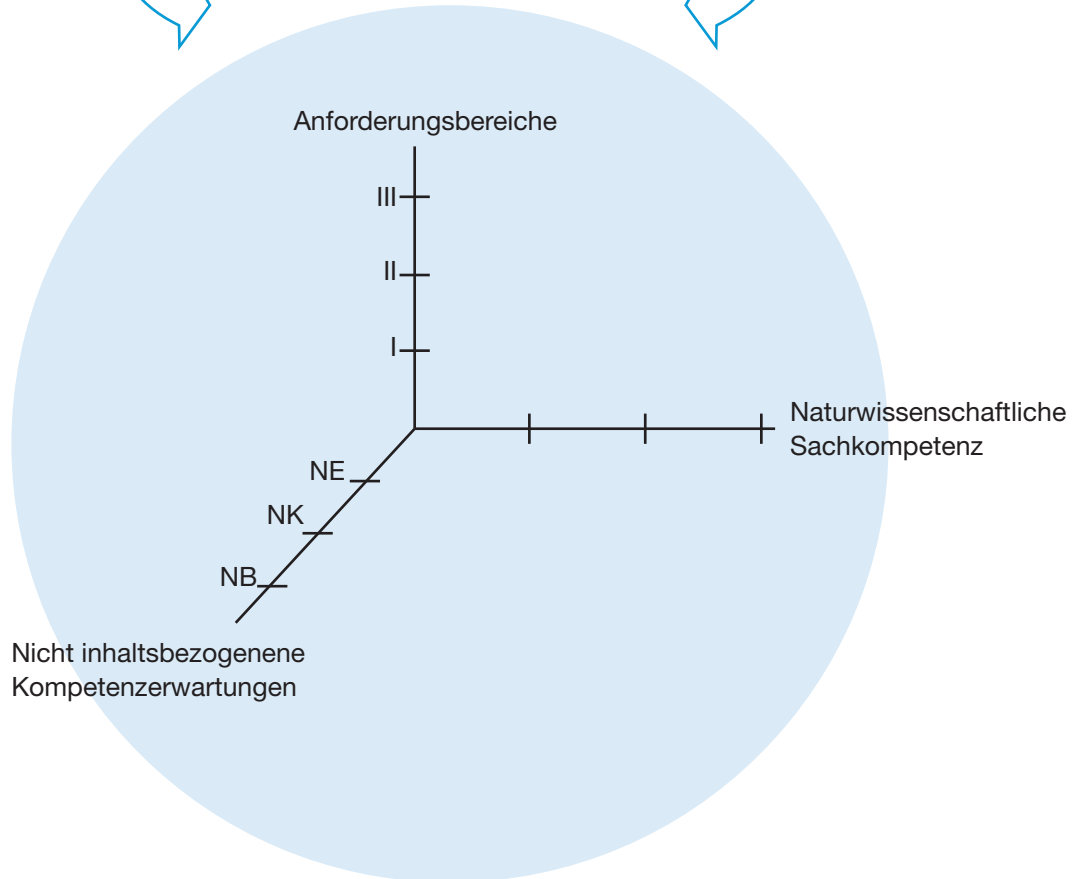 Anforderungsbereiche
III
II
I
Naturwissenschaftliche
Sachkompetenz
NE
NK
NB
Nicht inhaltsbezogenene
Kompetenzerwartungen